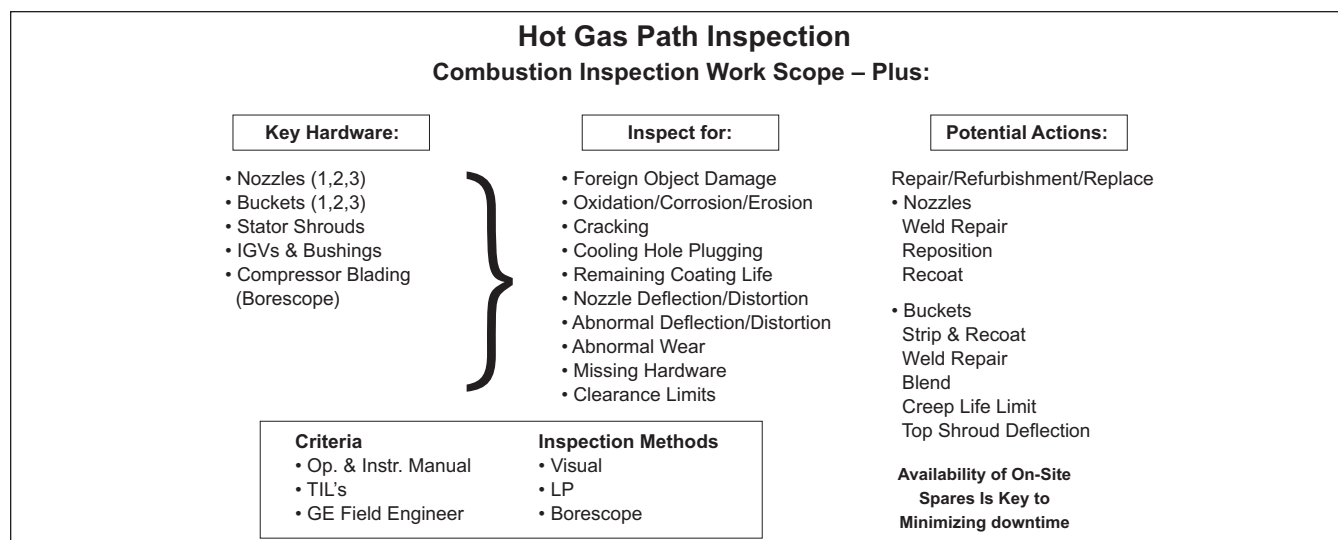 Hot Gas Path Inspection
Combustion Inspection Work Scope – Plus:
Key Hardware:
• Nozzles (1,2,3)
• Buckets (1,2,3)
• Stator Shrouds
• IGVs & Bushings
• Compressor Blading
(Borescope)
Inspect for:
• Foreign Object Damage
• Oxidation/Corrosion/Erosion
• Cracking
• Cooling Hole Plugging
• Remaining Coating Life
• Nozzle Deflection/Distortion
• Abnormal Deflection/Distortion
• Abnormal Wear
• Missing Hardware
• Clearance Limits
Potential Actions:
Repair/Refurbishment/Replace
• Nozzles
Weld Repair
Reposition
Recoat
• Buckets
Strip & Recoat
Weld Repair
Blend
Creep Life Limit
Top Shroud Deflection
Criteria
• Op. & Instr. Manual
• TIL's
• GE Field Engineer
Inspection Methods
• Visual
• LP
• Borescope
Availability of On-Site
Spares Is Key to
Minimizing downtime